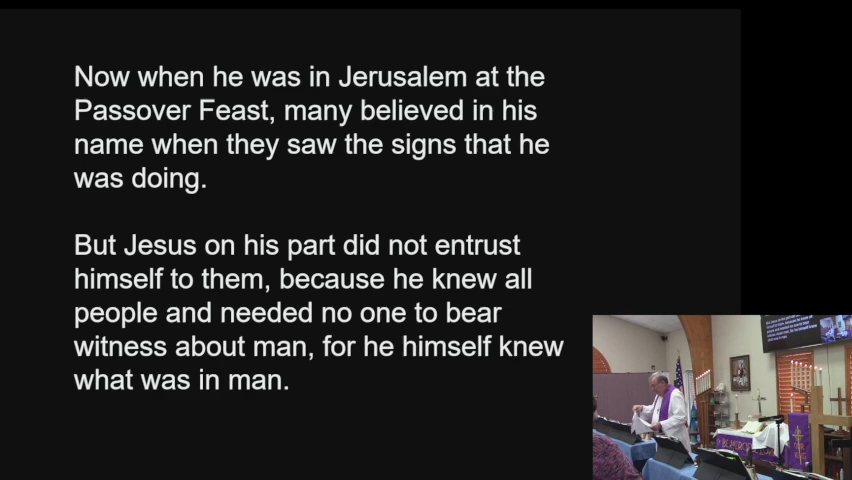 Now when he was in Jerusalem at the
Passover Feast, many believed in his
name when they saw the signs that he
was doing.
But Jesus on his part did not entrust
himself to them, because he knew all
people and needed no one to bear
witness about man, for he himself knew
what was in man.